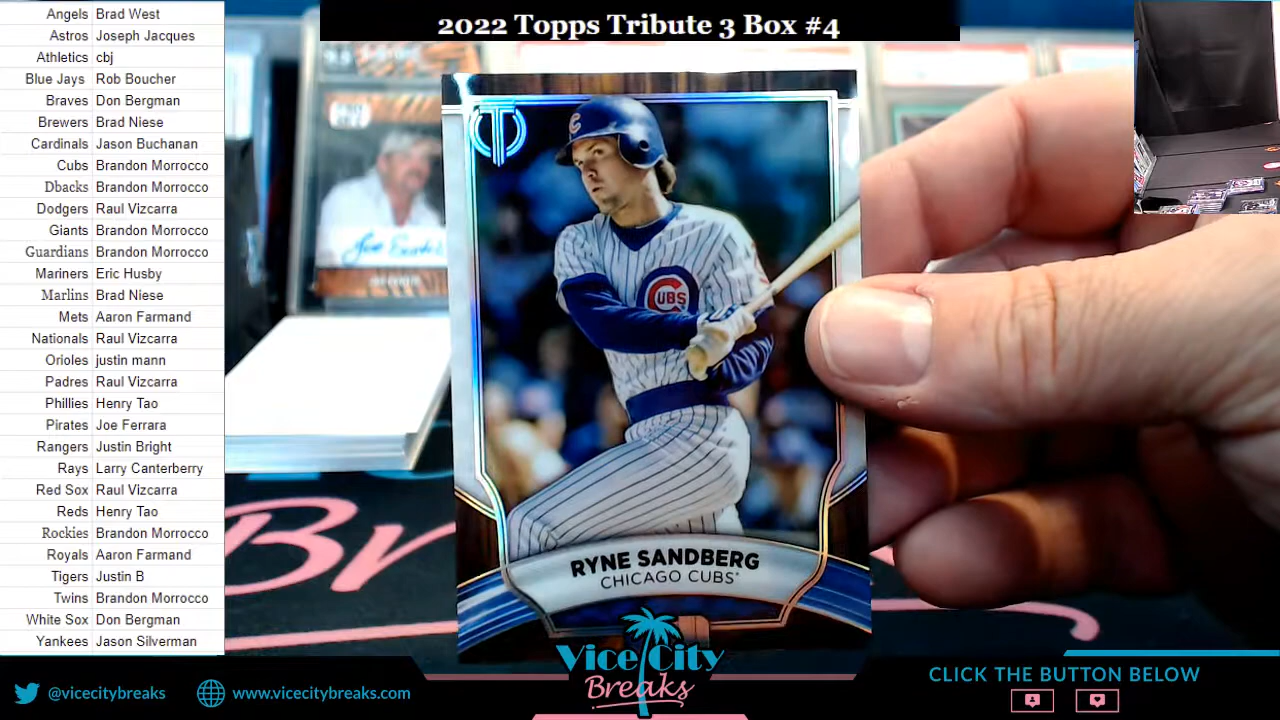 2022 Topps Tribute 3 Box #4
Angels Brad West
Astros Joseph Jacques
Athletics cbj
Blue Jays Rob Boucher
Braves Don Bergman
Brewers Brad Niese
Cardinals Jason Buchanan
Cubs Brandon Morrocco
Dbacks Brandon Morrocco
Dodgers Raul Vizcarra
Giants Brandon Morrocco
Guardians Brandon Morrocco
Mariners Eric Husby
Marlins Brad Niese
Mets Aaron Farmand
Nationals Raul Vizcarra
Orioles justin mann
Padres Raul Vizcarra
Phillies Henry Tao
Pirates Joe Ferrara
Rangers Justin Bright
Rays Larry Canterberry
Red Sox Raul Vizcarra
Reds Henry Tao
Rockies Brandon Morrocco
Royals Aaron Farmand
Tigers Justin B
Twins Brandon Morrocco
White Sox Don Bergman
Yankees Jason Silverman
C
CUBS
RYNE SANDBERG
CHICAGO CUBS
Br
Vice City
Breaks
@vicecitybreaks
www.vicecitybreaks.com
CLICK THE BUTTON BELOW